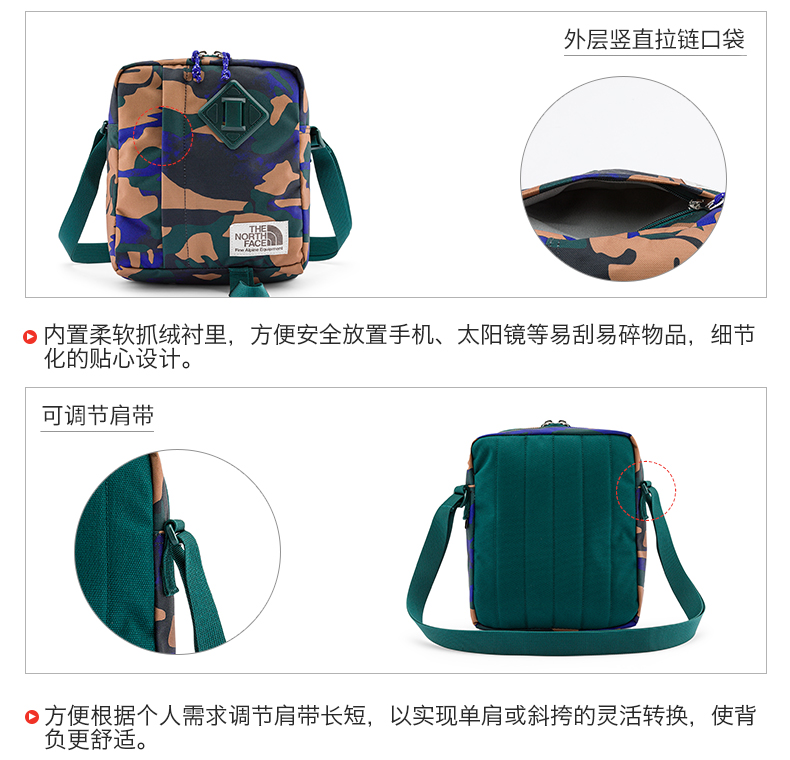 外层竖直拉链口袋
THE
NORTH
FACE
Fine Alpine Equipment
内置柔软抓绒衬里，方便安全放置手机、太阳镜等易刮易碎物品，细节
化的贴心设计。
可调节肩带
方便根据个人需求调节肩带长短，以实现单肩或斜挎的灵活转换，使背
负更舒适。